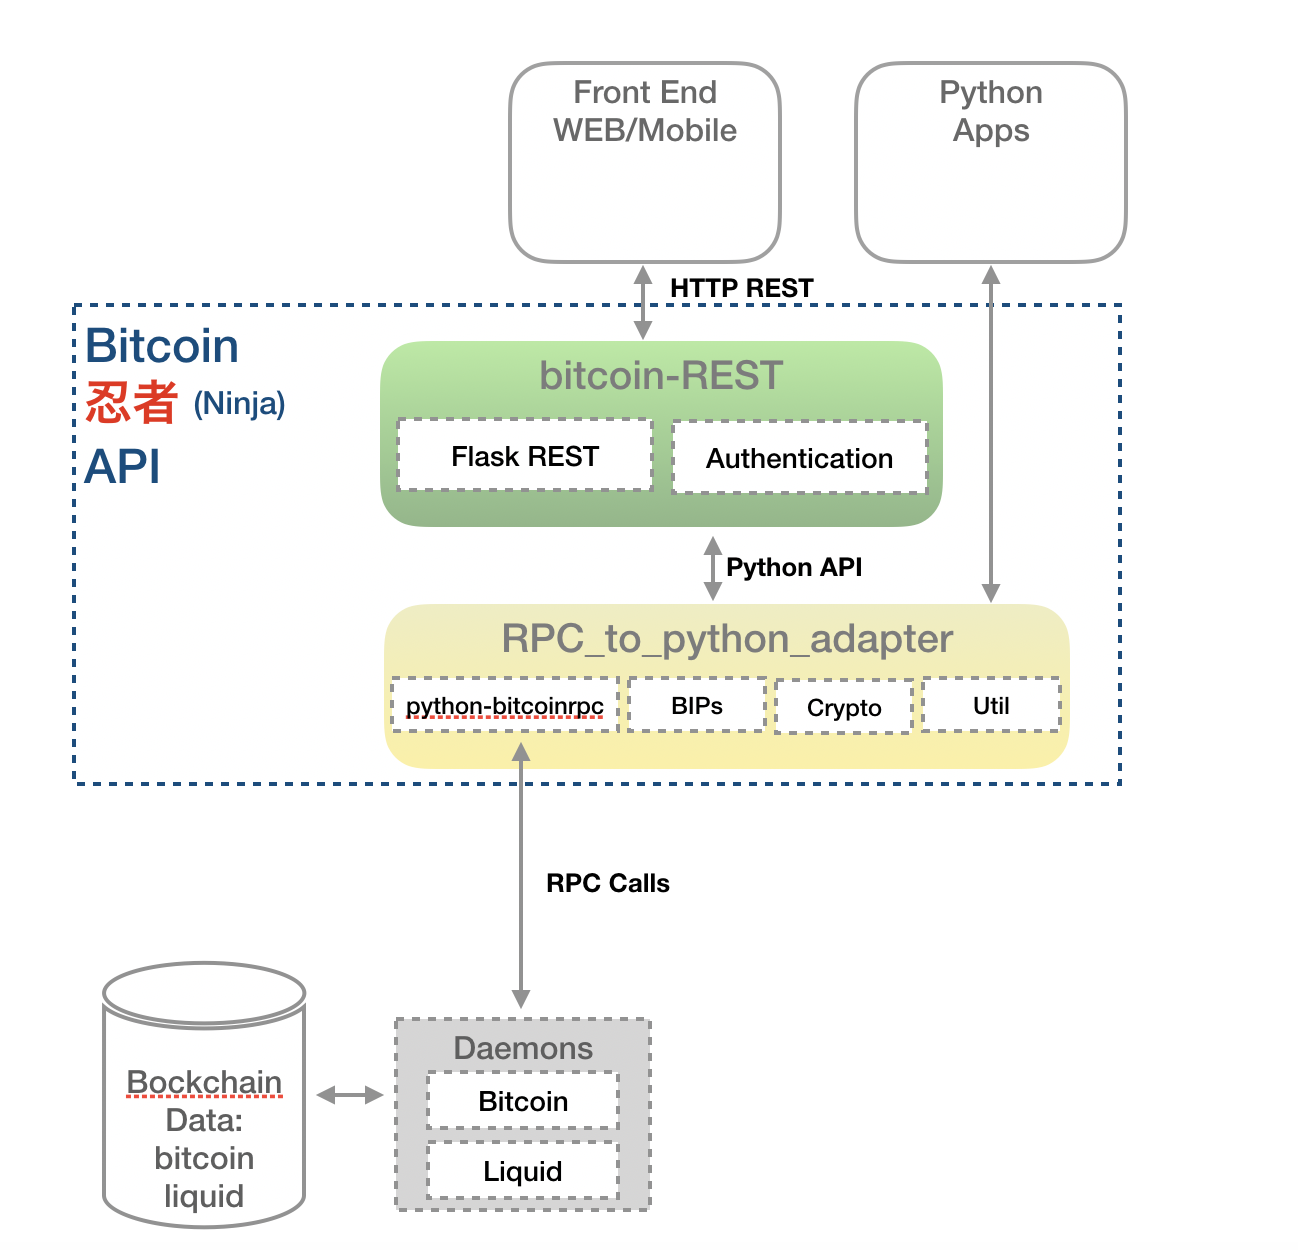 Front End
WEB/Mobile
Python
Apps
HTTP REST
Bitcoin
忍者 (Ninja)
API
bitcoin-REST
Flask REST
Authentication
Python API
RPC_to_python_adapter
python-bitcoinrpc
BIPs
Crypto
Util
RPC Calls
Daemons
Bitcoin
Liquid
Bockchain
Data:
bitcoin
liquid